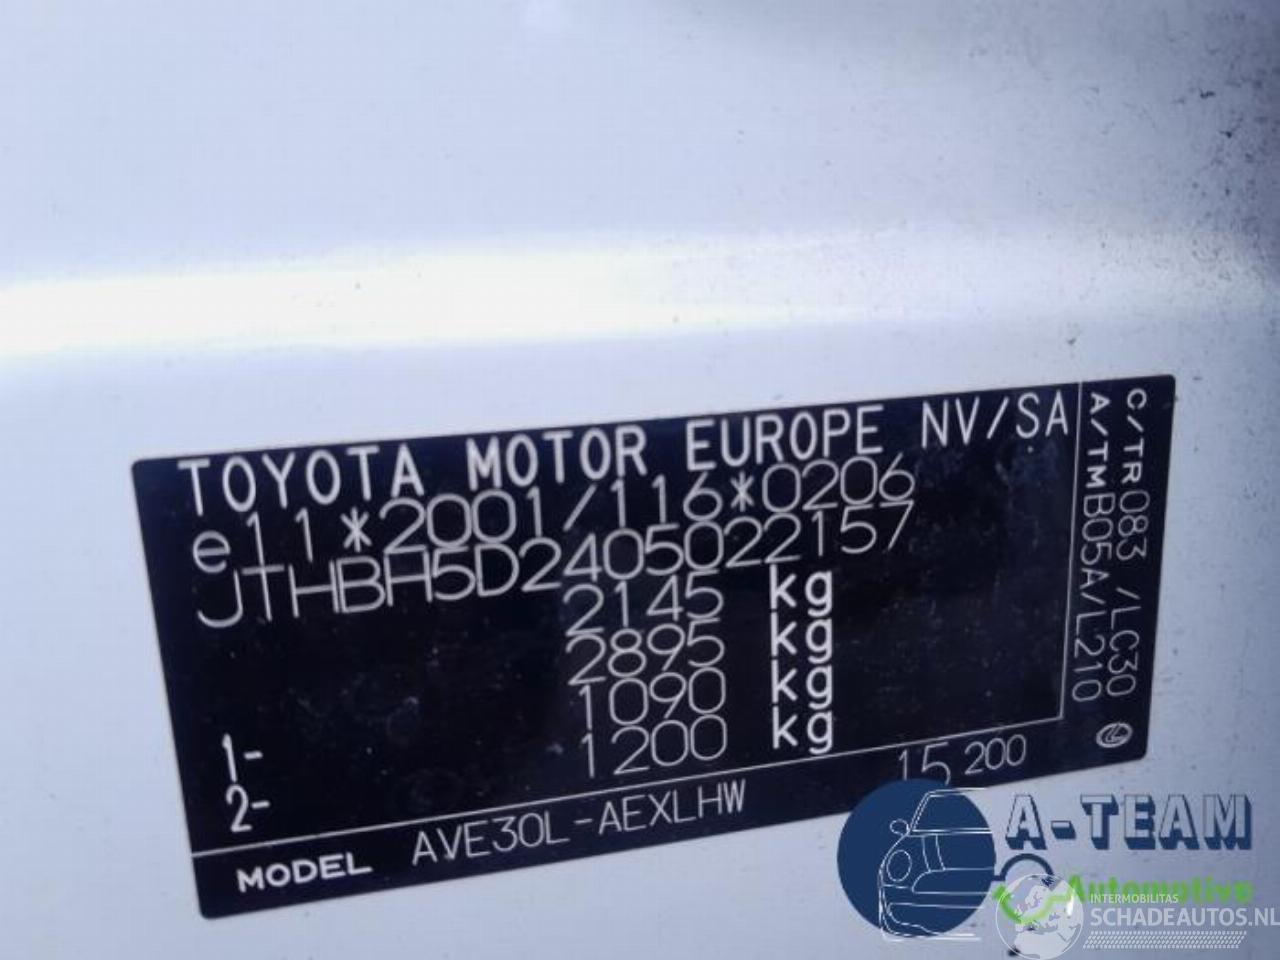 TOYOTA MOTOR EUROPE NV/SA
e11*2001/116*0206
JTHBH5D2405022157
2145 kg
2895 kg
1- 1090 kg
2- 1200 kg
MODEL AVE30L-AEXLHW 15 200
C/TR083 /LC30
A/TMB05A/L210
A-TEAM
Automotive
INTERMOBILITAS
SCHADEAUTOS.NL